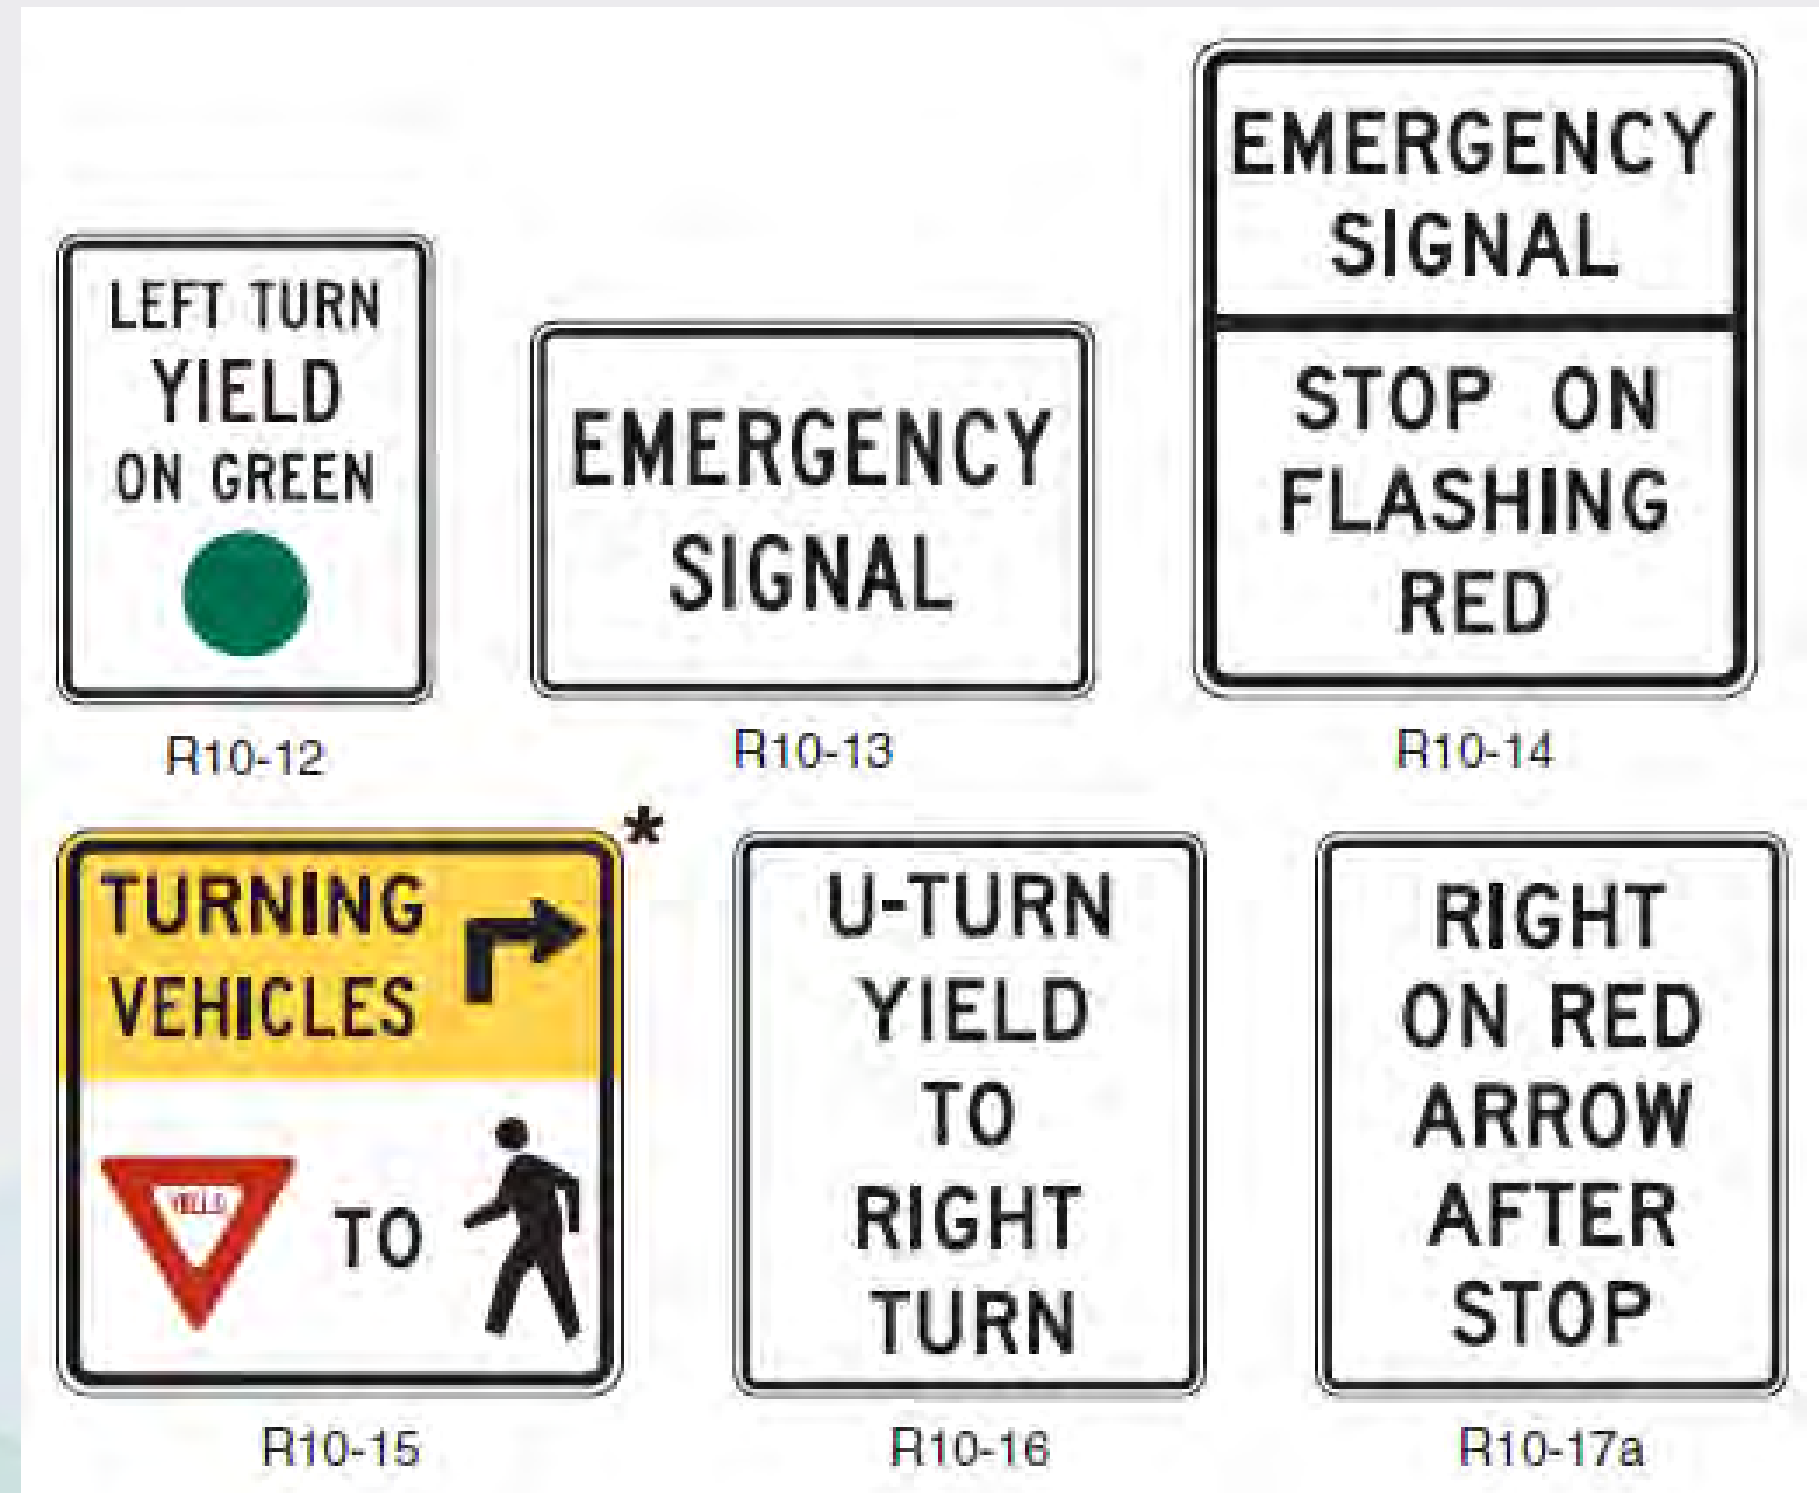 LEFT TURN
YIELD
ON GREEN
R10-12
EMERGENCY
SIGNAL
R10-13
EMERGENCY
SIGNAL
STOP ON
FLASHING
RED
R10-14
*
TURNING
VEHICLES
YIELD
TO
R10-15
U-TURN
YIELD
TO
RIGHT
TURN
R10-16
RIGHT
ON RED
ARROW
AFTER
STOP
R10-17a